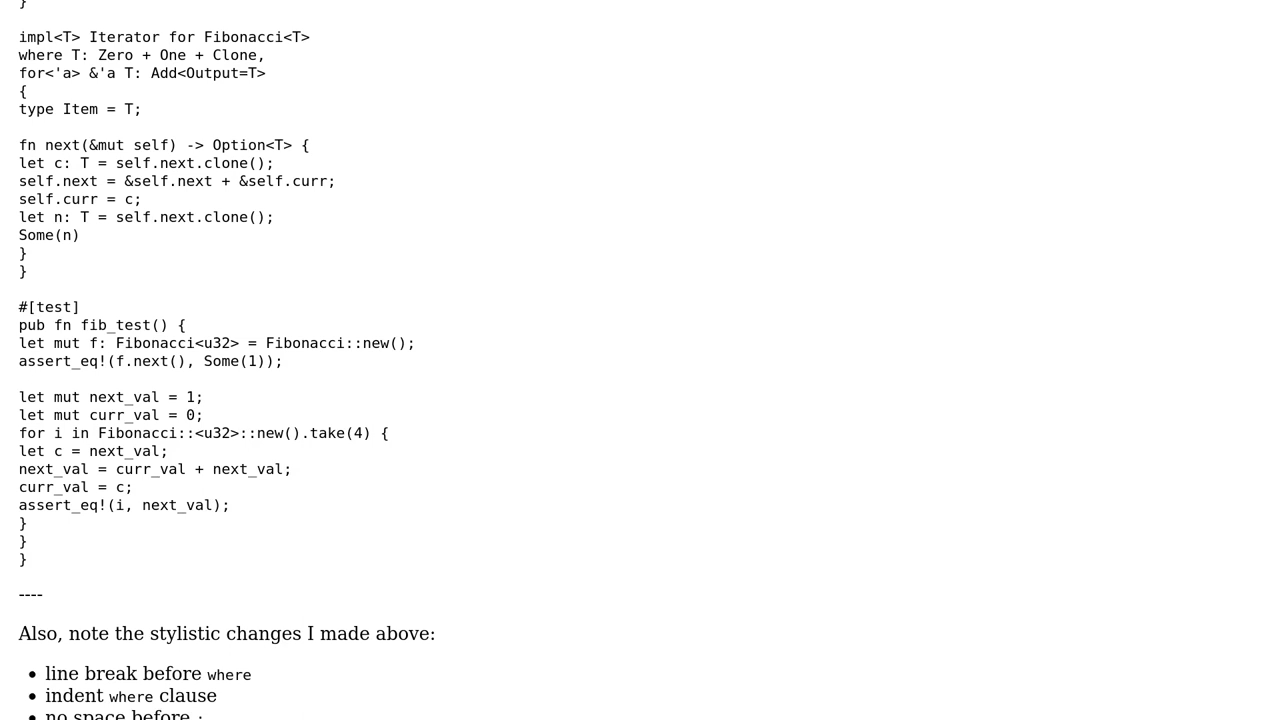 }

impl<T> Iterator for Fibonacci<T>
where T: Zero + One + Clone,
for<'a> &'a T: Add<Output=T>
{
type Item = T;

fn next(&mut self) -> Option<T> {
let c: T = self.next.clone();
self.next = &self.next + &self.curr;
self.curr = c;
let n: T = self.next.clone();
Some(n)
}
}

#[test]
pub fn fib_test() {
let mut f: Fibonacci<u32> = Fibonacci::new();
assert_eq!(f.next(), Some(1));

let mut next_val = 1;
let mut curr_val = 0;
for i in Fibonacci::<u32>::new().take(4) {
let c = next_val;
next_val = curr_val + next_val;
curr_val = c;
assert_eq!(i, next_val);
}
}
}

----

Also, note the stylistic changes I made above:

• line break before where
• indent where clause
• no space before :